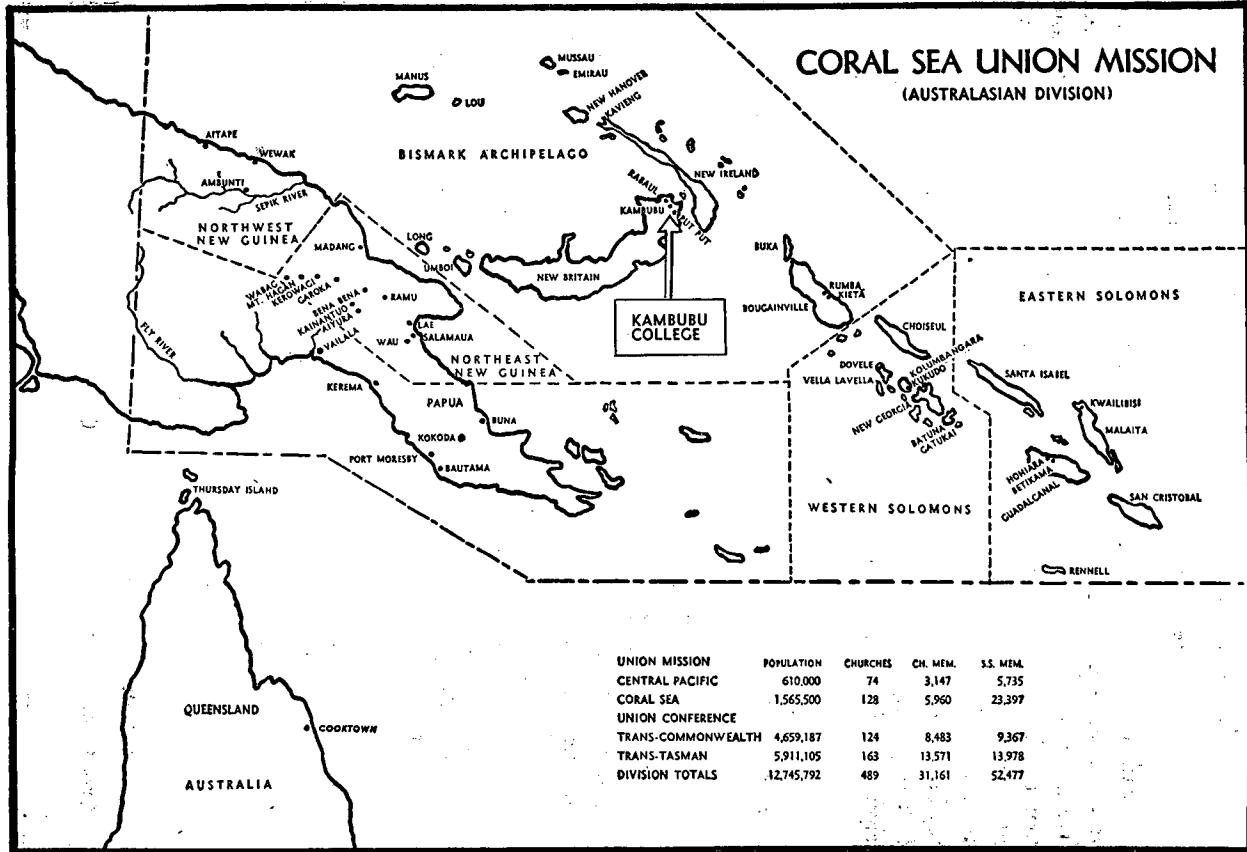 CORAL SEA UNION MISSION
(AUSTRALASIAN DIVISION)
MUSSAU
EMIRAU
MANUS
LOU
NEW HANOVER
KAVIENG
AITAPE
WEWAK
BISMARK ARCHIPELAGO
AMBUNTI
SEPIK RIVER
NEW IRELAND
RABAUL
KAMBUBU
PUT PUT
NORTHWEST
NEW GUINEA
MADANG
LONG
UMBOI
NEW BRITAIN
BUKA
RUMBA
KIETA
BOUGAINVILLE
EASTERN SOLOMONS
WABAG
MT. HAGAN
KEROWAGI
GAROKA
BENA BENA
KAINANTUO
AIYURA
RAMU
KAMBUBU
COLLEGE
CHOISEUL
FLY RIVER
VAILALA
LAE
SALAMAUA
WAU
NORTHEAST
NEW GUINEA
DOVELE
VELLA LAVELLA
KOLUMBANGARA
KUKUDO
SANTA ISABEL
KEREMA
PAPUA
BUNA
NEW GEORGIA
BATUNA
GATUKAI
KWAILIBISI
MALAITA
KOKODA
PORT MORISBY
BAUTAMA
HOHIARA
BETIKAMA
GUADALCANAL
THURSDAY ISLAND
WESTERN SOLOMONS
SAN CRISTOBAL
RENNELL
UNION MISSION POPULATION CHURCHES CH. MEM. S.S. MEM.
CENTRAL PACIFIC 610,000 74 3,147 5,735
CORAL SEA 1,565,500 128 5,960 23,397
UNION CONFERENCE
TRANS-COMMONWEALTH 4,659,187 124 8,483 9,367
TRANS-TASMAN 5,911,105 163 13,571 13,978
DIVISION TOTALS 12,745,792 489 31,161 52,477
QUEENSLAND
COOKTOWN
AUSTRALIA